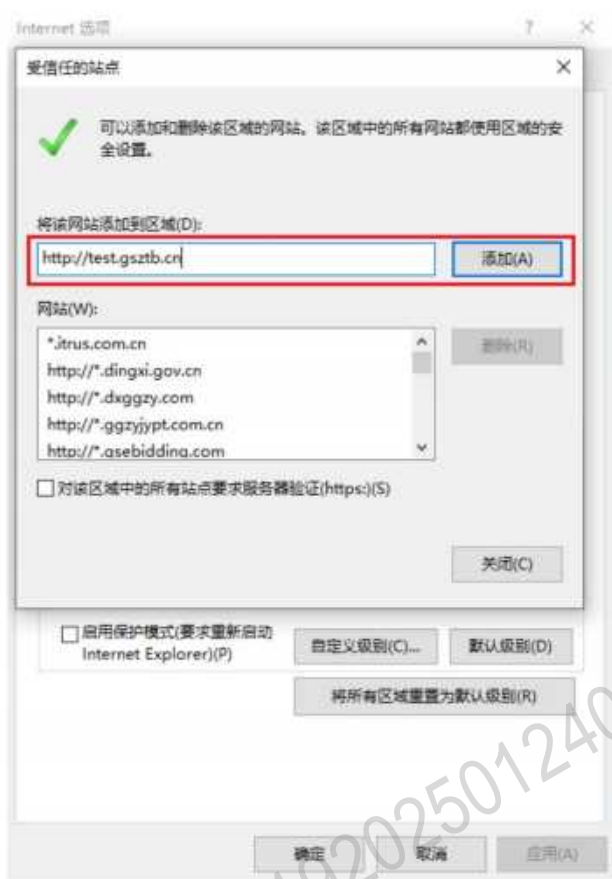 Internet 选项
受信任的站点
可以添加和删除该区域的网站。该区域中的所有网站都使用区域的安
全设置。
将该网站添加到区域(D):
http://test.gsztb.cn
添加(A)
网站(W):
*.itrus.com.cn
删除(R)
http://*.dingxi.gov.cn
http://*.dxggzy.com
http://*.ggzyjypt.com.cn
http://*.gsebidding.com
对该区域中的所有站点要求服务器验证(https:)(S)
关闭(C)
启用保护模式(要求重新启动
Internet Explorer)(P)
自定义级别(C)...
默认级别(D)
将所有区域重置为默认级别(R)
确定
取消
应用(A)